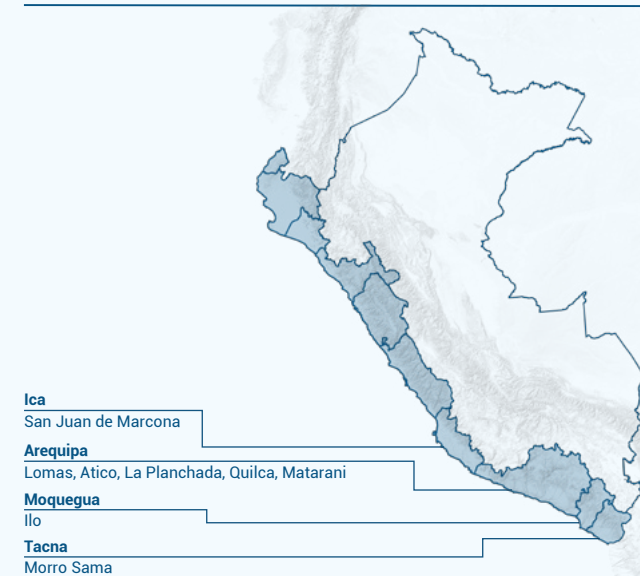 Ica
San Juan de Marcona
Arequipa
Lomas, Atico, La Planchada, Quilca, Matarani
Moquegua
Ilo
Tacna
Morro Sama